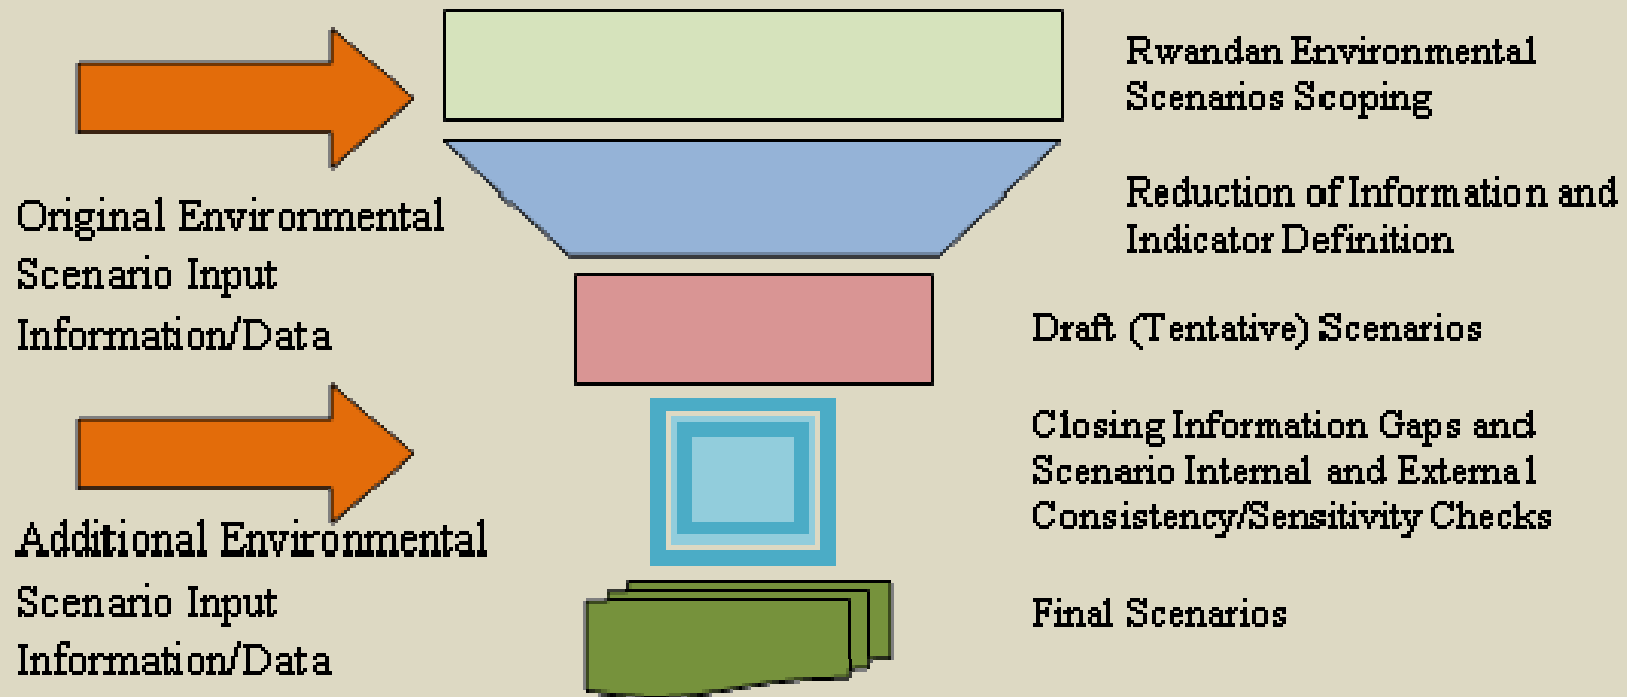 Rwandan Environmental
Scenarios Scoping
Original Environmental
Scenario Input
Information/Data
Reduction of Information and
Indicator Definition
Draft (Tentative) Scenarios
Additional Environmental
Scenario Input
Information/Data
Closing Information Gaps and
Scenario Internal and External
Consistency/Sensitivity Checks
Final Scenarios